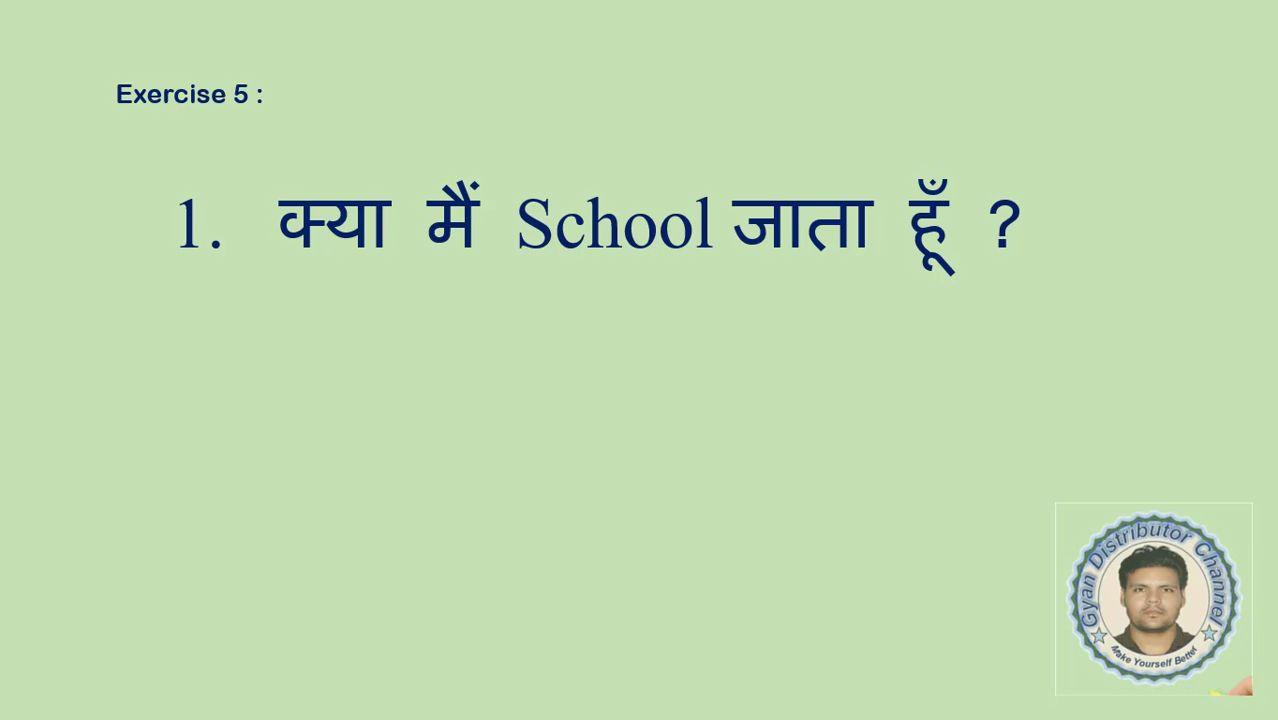 Exercise 5 :
1. क्या मैं School जाता हूँ ?
Gyan Distributor Channel
Make Yourself Better